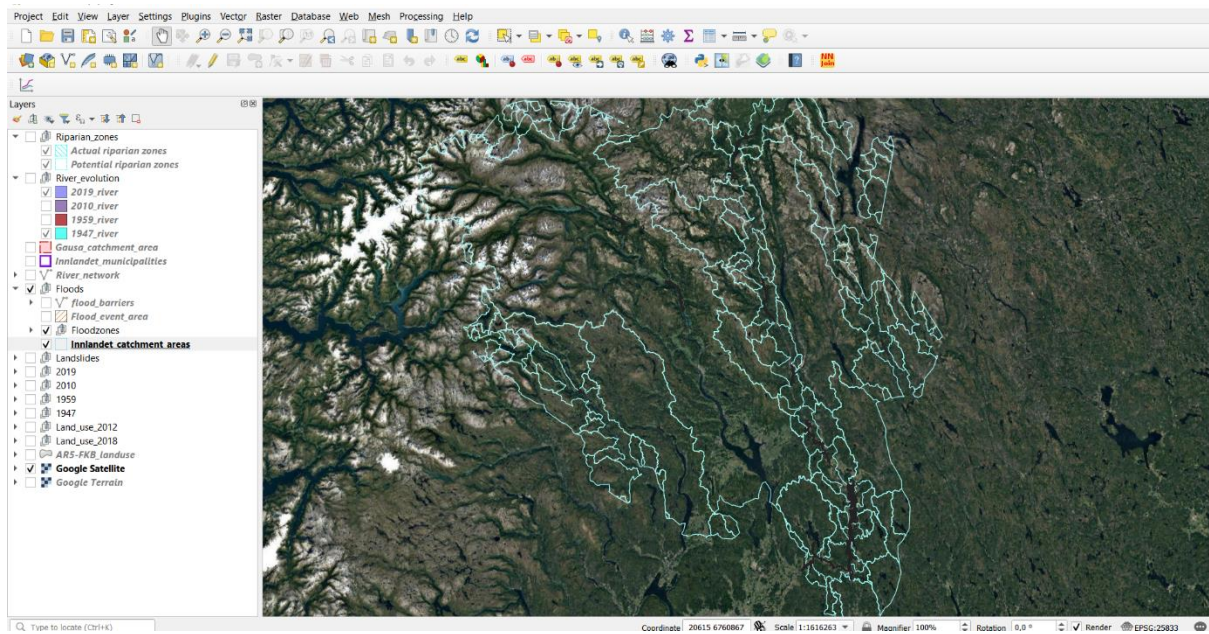 Project Edit View Layer Settings Plugins Vector Raster Database Web Mesh Processing Help
Layers
Riparian_zones
Actual riparian zones
Potential riparian zones
River_evolution
2019_river
2010_river
1959_river
1947_river
Gausa_catchment_area
Innlandet_municipalities
River_network
Floods
flood_barriers
Flood_event_area
Floodzones
Innlandet_catchment_areas
Landslides
2019
2010
1959
1947
Land_use_2012
Land_use_2018
AR5-FKB_landuse
Google Satellite
Google Terrain
Type to locate (Ctrl+K) Coordinate 20615 6760867 Scale 1:1616263 Magnifier 100% Rotation 0,0 ° Render EPSG:25833